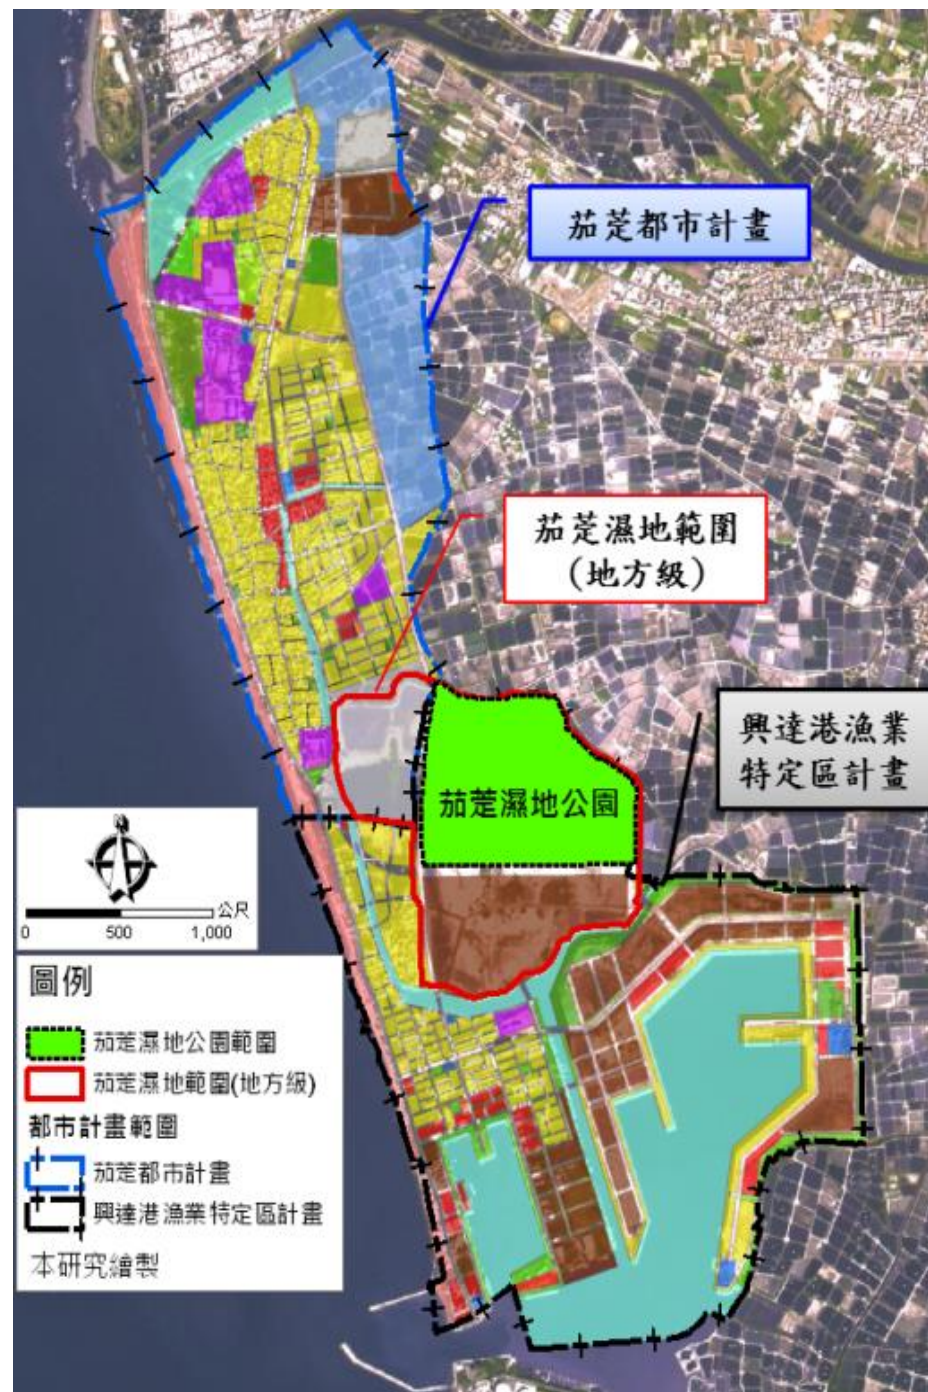 茄萣都市計畫
茄萣濕地範圍
(地方級)
興達港漁業
特定區計畫
茄萣濕地公園
公尺
0 500 1,000
圖例
茄萣濕地公園範圍
茄萣濕地範圍(地方級)
都市計畫範圍
茄萣都市計畫
興達港漁業特定區計畫
本研究繪製